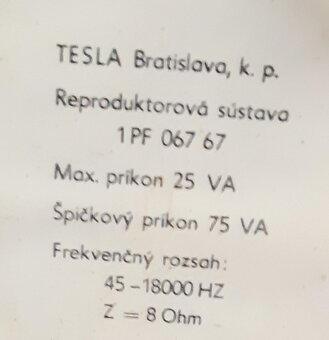 TESLA Bratislava, k. p.
Reproduktorová sústava
1PF 067 67
Max. príkon 25 VA
Špičkový príkon 75 VA
Frekvenčný rozsah:
45-18000 HZ
Z = 8 Ohm